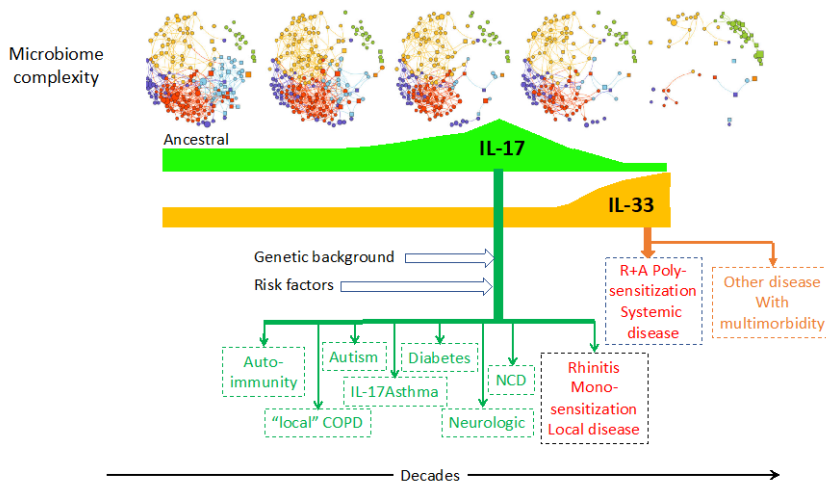 Microbiome
complexity
Ancestral
IL-17
IL-33
Genetic background
Risk factors
R+A Poly-
sensitization
Systemic
disease
Other disease
With
multimorbidity
Auto-
immunity
Autism
Diabetes
IL-17Asthma
NCD
"local" COPD
Neurologic
Rhinitis
Mono-
sensitization
Local disease
Decades